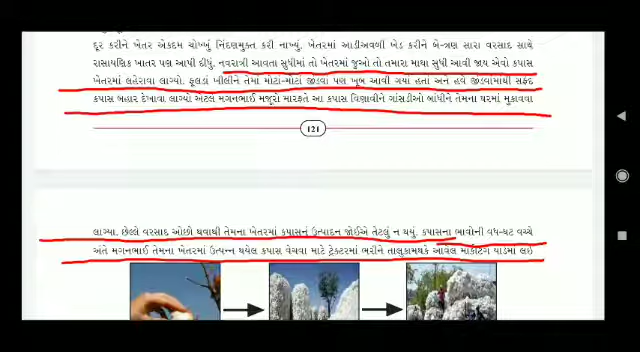 દૂર કરીને ખેતર એકદમ ચોખ્ખું નિંદણમુક્ત કરી નાખ્યું. ખેતરમાં આડીઅવળી ખેડ કરીને બે-ત્રણ સારા વરસાદ સાથે
રાસાયણિક ખાતર પણ આપી દીધું. નવરાત્રી આવતા સુધીમાં તો ખેતરમાં જુઓ તો તમારા માથા સુધી આવી જાય એવો કપાસ
ખેતરમાં લહેરાવા લાગ્યો. ફૂલડાં ખીલીને તેમાં મોટા-મોટા જીંડવા પણ ખૂબ આવી ગયાં હતાં અને હવે જીંડવામાંથી સફેદ
કપાસ બહાર દેખાવા લાગ્યો એટલે મગનભાઈ મજૂરો મારફતે આ કપાસ વિણાવીને ગાંસડીઓ બાંધીને તેમના ઘરમાં મુકાવવા
121
લાગ્યા. છેલ્લે વરસાદ ઓછો થવાથી તેમના ખેતરમાં કપાસનું ઉત્પાદન જોઈએ તેટલું ન થયું. કપાસના ભાવોની વધ-ઘટ વચ્ચે
અંતે મગનભાઈ તેમના ખેતરમાં ઉત્પન્ન થયેલ કપાસ વેચવા માટે ટ્રેક્ટરમાં ભરીને તાલુકામથકે આવેલ માર્કેટિંગ યાર્ડમાં લઈ